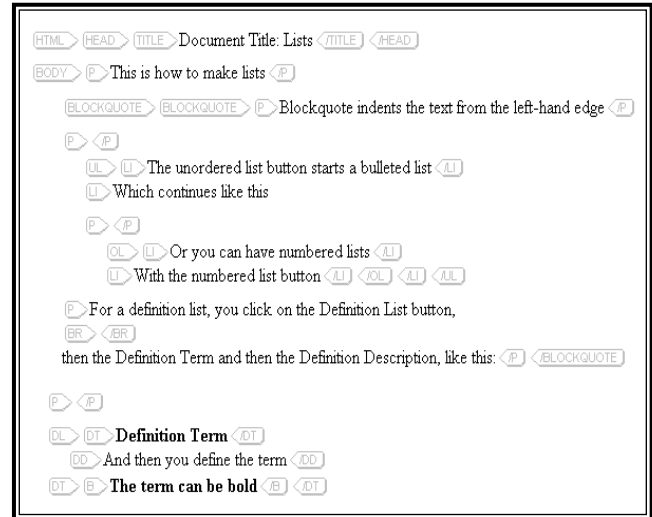 HTML HEAD TITLE Document Title: Lists /TITLE /HEAD
BODY P This is how to make lists /P
BLOCKQUOTE BLOCKQUOTE P Blockquote indents the text from the left-hand edge /P
P /P
UL LI The unordered list button starts a bulleted list /LI
LI Which continues like this
P /P
OL LI Or you can have numbered lists /LI
LI With the numbered list button /LI /OL /LI /UL
P For a definition list, you click on the Definition List button,
BR /BR
then the Definition Term and then the Definition Description, like this: /P /BLOCKQUOTE
P /P
DL DT Definition Term /DT
DD And then you define the term /DD
DT B The term can be bold /B /DT